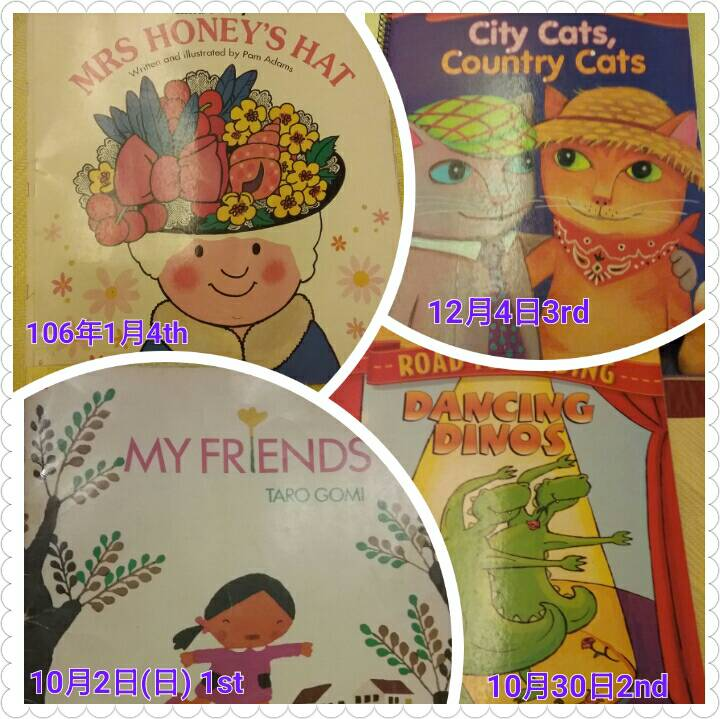 MRS HONEY'S HAT
Written and illustrated by Pam Adams
106年1月4th
City Cats,
Country Cats
12月4日3rd
MY FRIENDS
TARO GOMI
10月2日(日) 1st
DANCING
DINOS
10月30日2nd